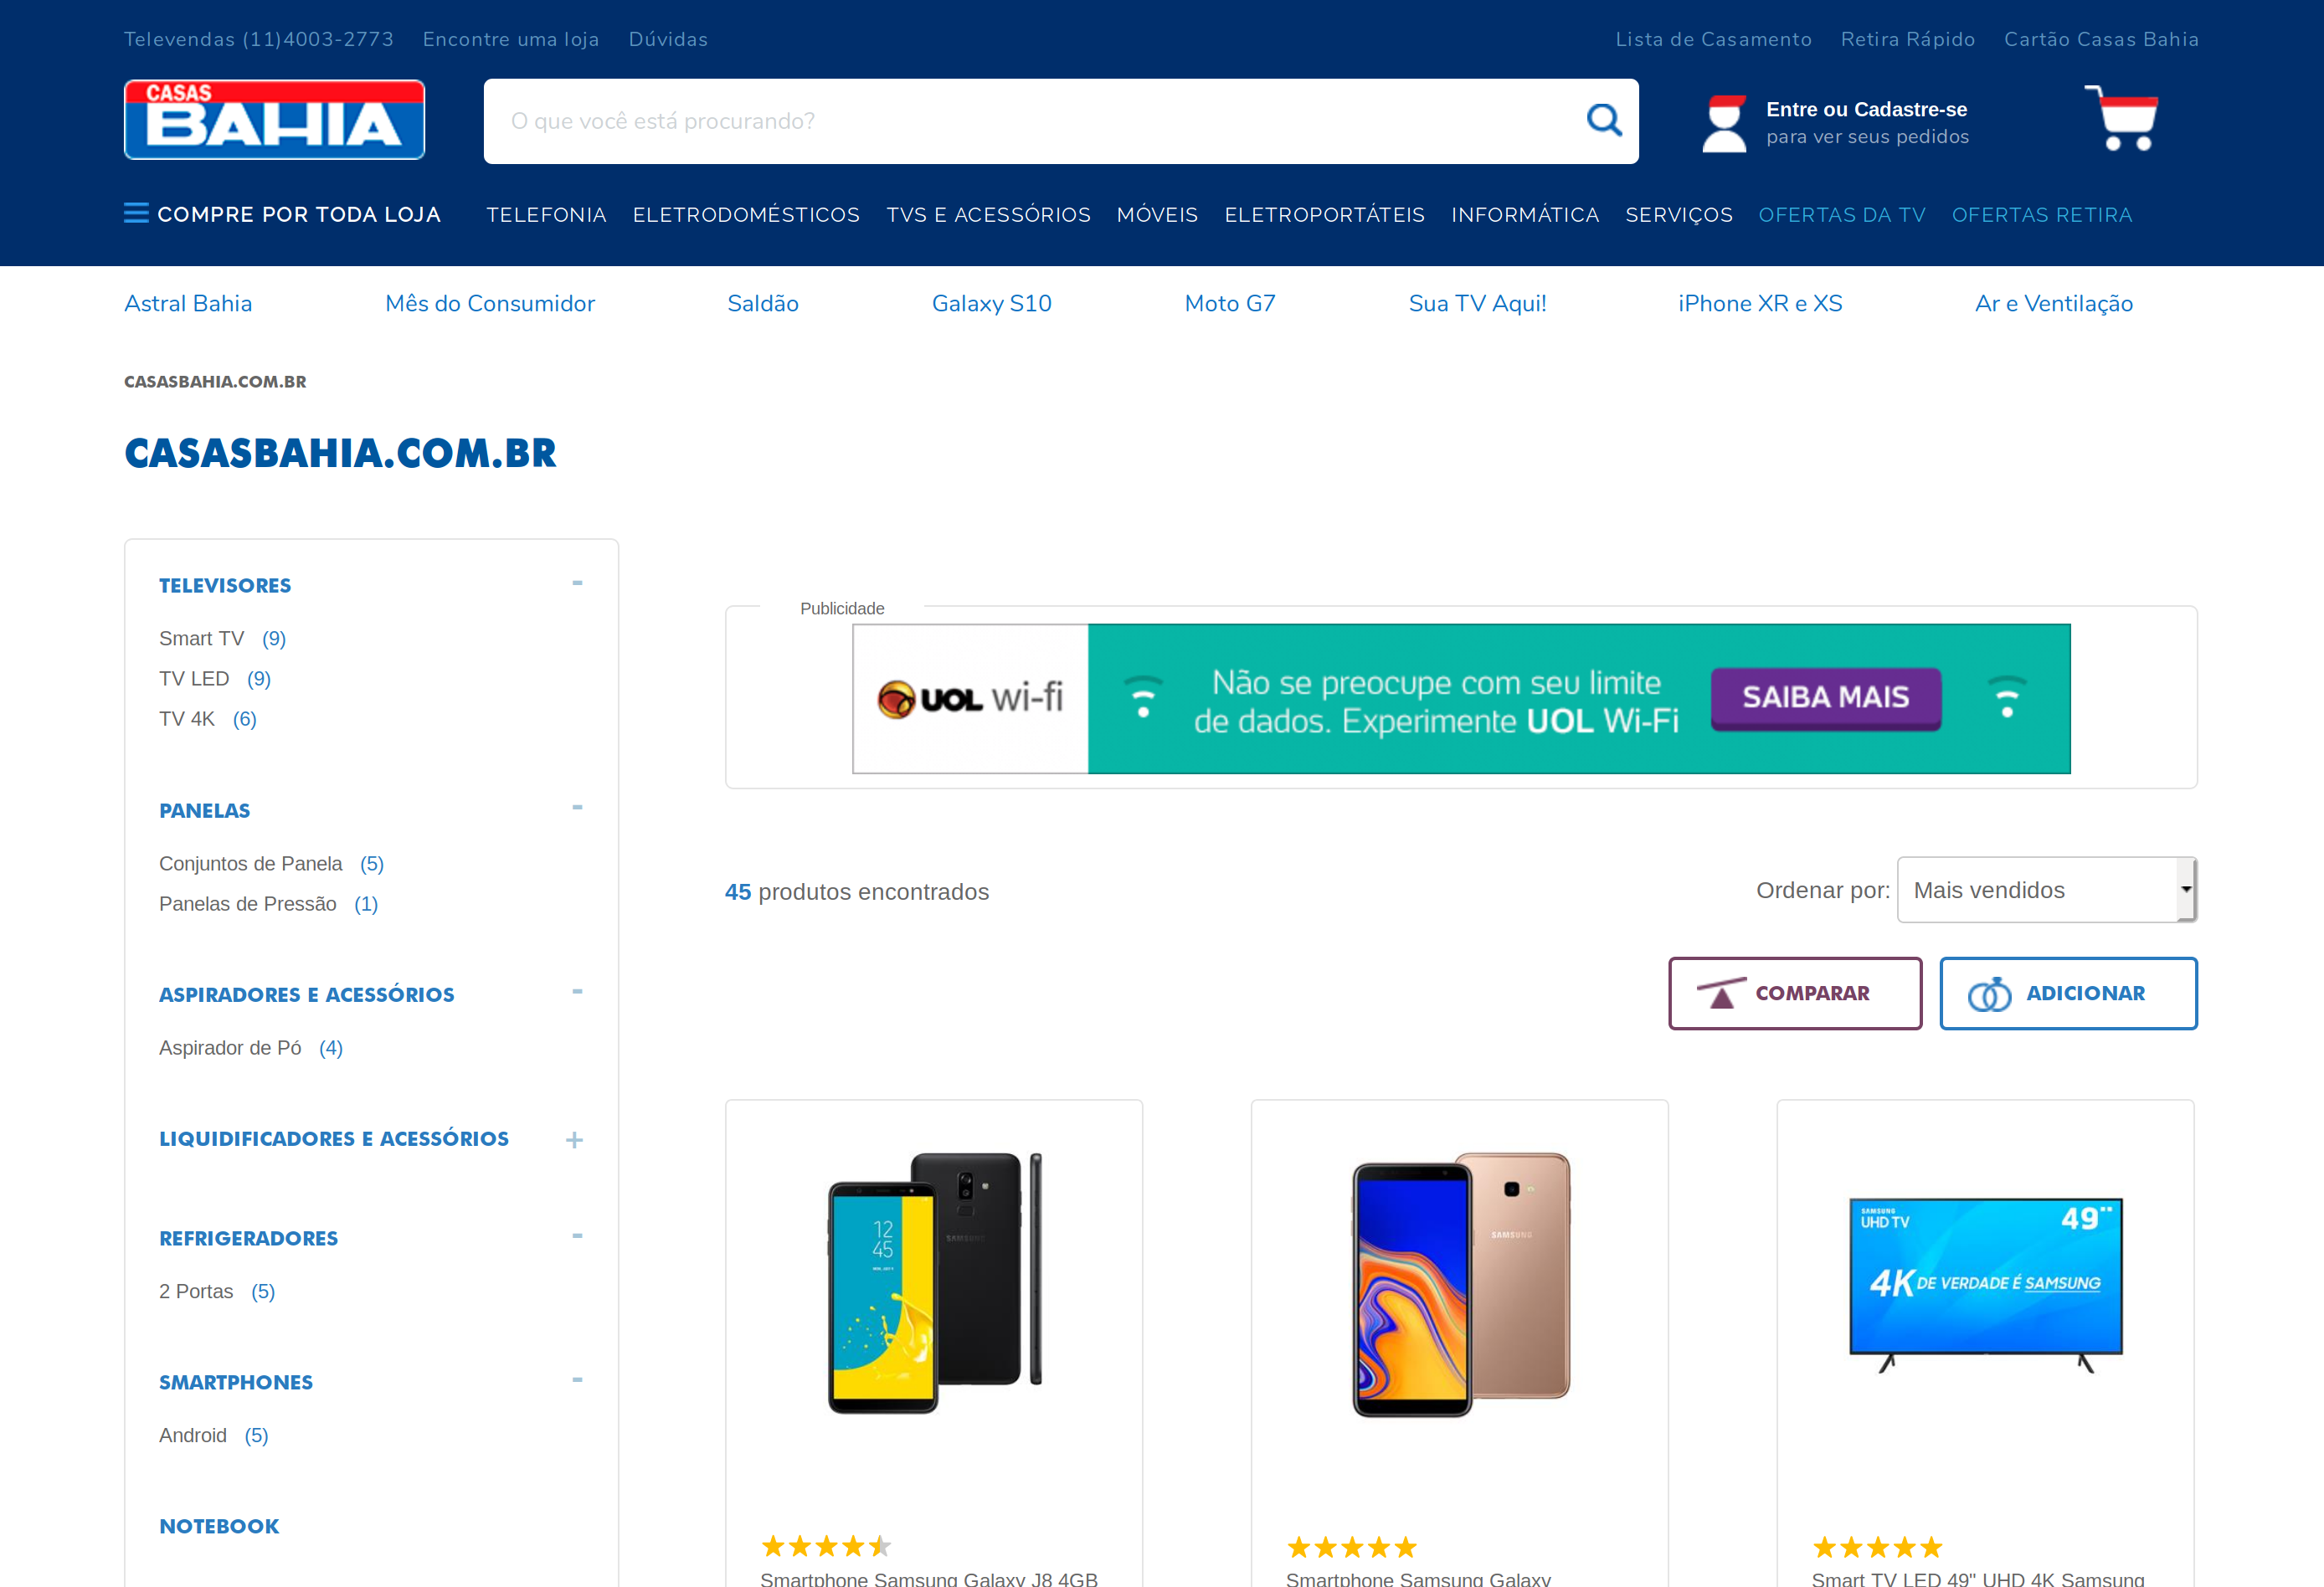 Televendas (11)4003-2773 Encontre uma loja Dúvidas Lista de Casamento Retira Rápido Cartão Casas Bahia
CASAS
BAHIA
O que você está procurando?
Entre ou Cadastre-se
para ver seus pedidos
COMPRE POR TODA LOJA TELEFONIA ELETRODOMÉSTICOS TVS E ACESSÓRIOS MÓVEIS ELETROPORTÁTEIS INFORMÁTICA SERVIÇOS OFERTAS DA TV OFERTAS RETIRA
Astral Bahia Mês do Consumidor Saldão Galaxy S10 Moto G7 Sua TV Aqui! iPhone XR e XS Ar e Ventilação
CASASBAHIA.COM.BR
CASASBAHIA.COM.BR
TELEVISORES -
Smart TV (9)
TV LED (9)
TV 4K (6)
PANELAS -
Conjuntos de Panela (5)
Panelas de Pressão (1)
ASPIRADORES E ACESSÓRIOS -
Aspirador de Pó (4)
LIQUIDIFICADORES E ACESSÓRIOS +
REFRIGERADORES -
2 Portas (5)
SMARTPHONES -
Android (5)
NOTEBOOK
Publicidade
UOL wi-fi
Não se preocupe com seu limite
de dados. Experimente UOL Wi-Fi
SAIBA MAIS
45 produtos encontrados
Ordenar por: Mais vendidos
COMPARAR ADICIONAR
12
45
SAMSUNG
SAMSUNG
SAMSUNG
UHD TV
49"
4K DE VERDADE É SAMSUNG
Smartphone Samsung Galaxy J8 4GB
Smartphone Samsung Galaxy
Smart TV LED 49" UHD 4K Samsung